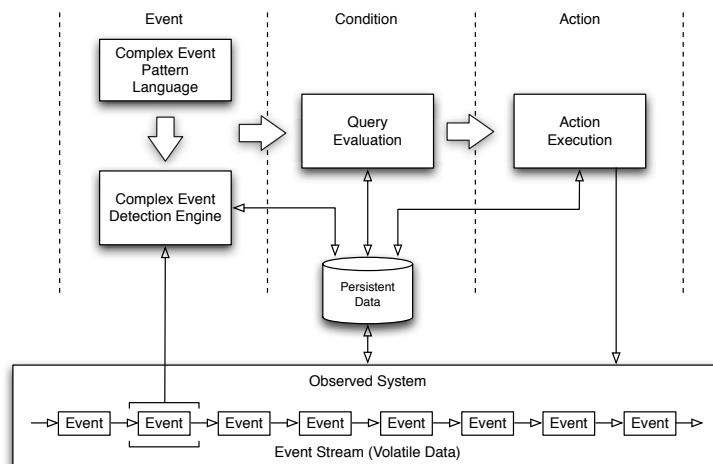 Event
Condition
Action
Complex Event
Pattern
Language
Query
Evaluation
Action
Execution
Complex Event
Detection Engine
Persistent
Data
Observed System
Event
Event
Event
Event
Event
Event
Event
Event
Event Stream (Volatile Data)